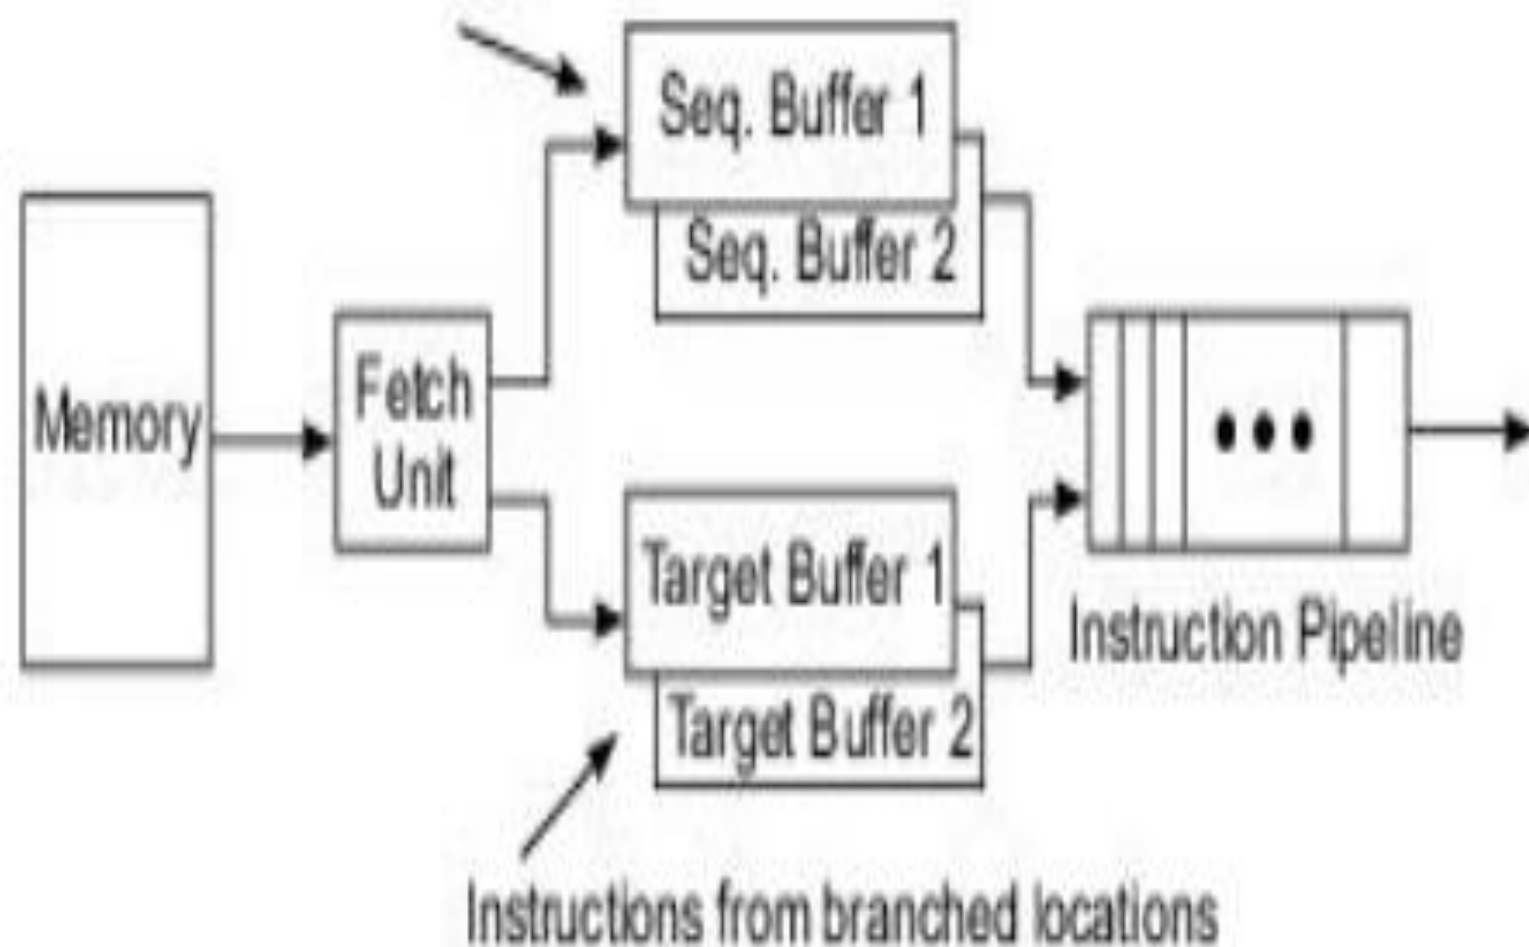 Seq. Buffer 1
Seq. Buffer 2
Memory
Fetch
Unit
Target Buffer 1
Target Buffer 2
Instruction Pipeline
Instructions from branched locations